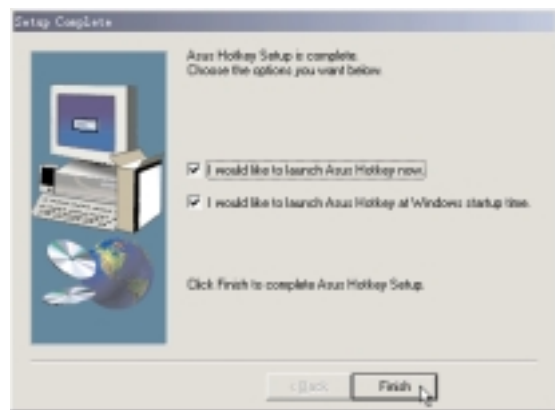 Setup Complete
Asus Hotkey Setup is complete.
Choose the options you want below.
I would like to launch Asus Hotkey now.
I would like to launch Asus Hotkey at Windows startup time.
Click Finish to complete Asus Hotkey Setup.
< Back
Finish